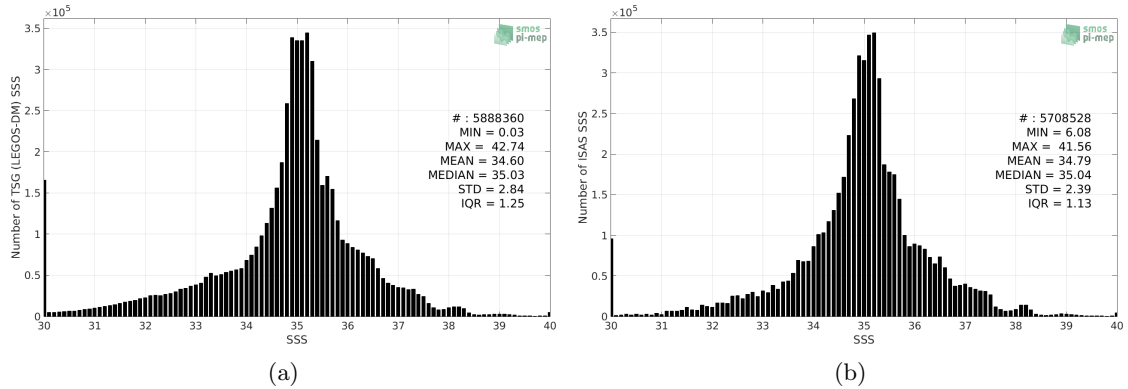 ×10⁵
3.5
3
2.5
2
1.5
1
0.5
0
Number of TSG (LEGOS-DM) SSS
smos
pi-mep
# : 5888360
MIN = 0.03
MAX = 42.74
MEAN = 34.60
MEDIAN = 35.03
STD = 2.84
IQR = 1.25
30 31 32 33 34 35 36 37 38 39 40
SSS
(a)
×10⁵
3.5
3
2.5
2
1.5
1
0.5
0
Number of ISAS SSS
smos
pi-mep
# : 5708528
MIN = 6.08
MAX = 41.56
MEAN = 34.79
MEDIAN = 35.04
STD = 2.39
IQR = 1.13
30 31 32 33 34 35 36 37 38 39 40
SSS
(b)